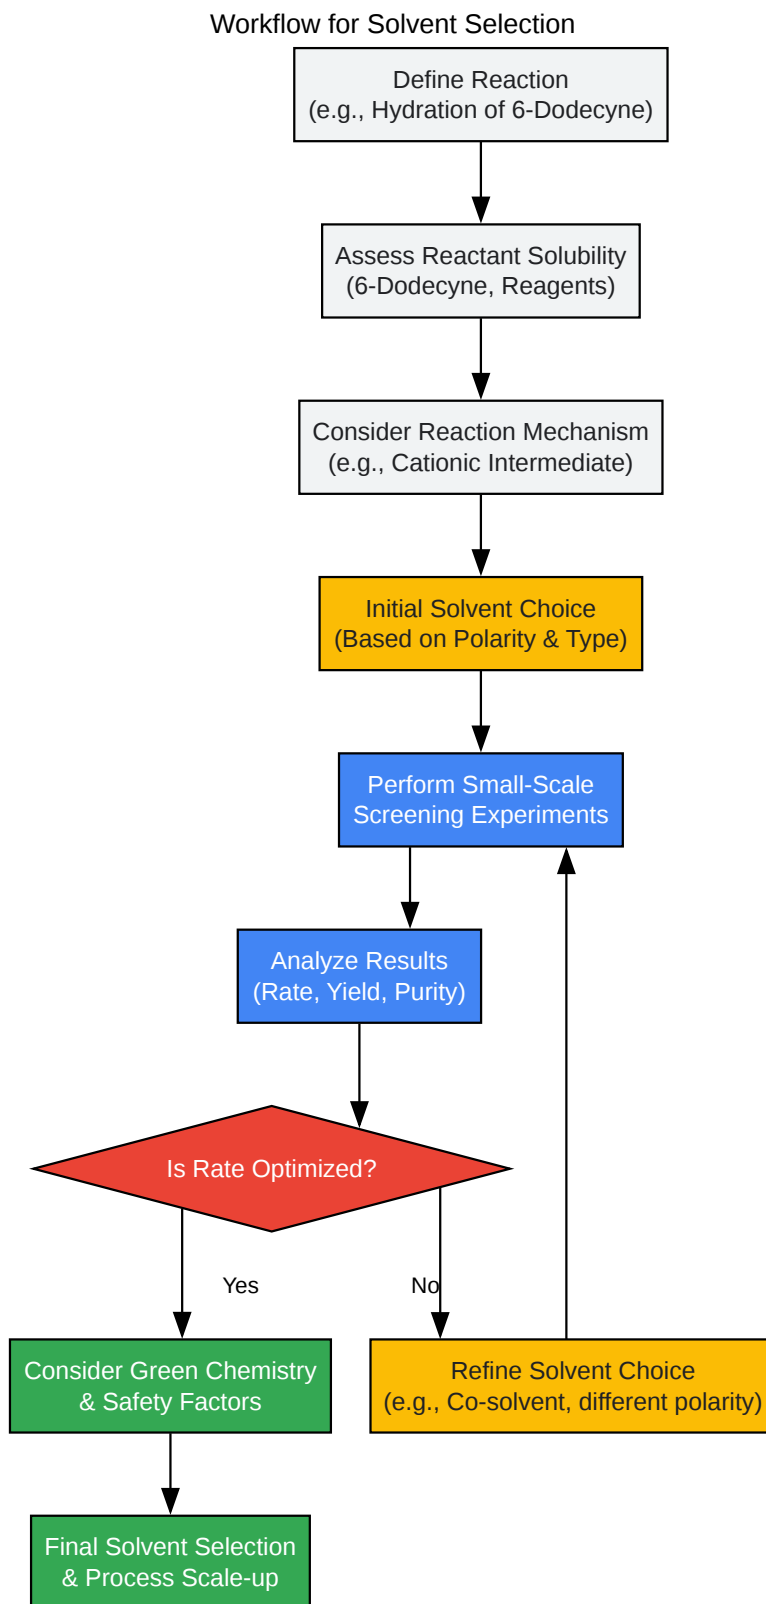 Workflow for Solvent Selection
Define Reaction
(e.g., Hydration of 6-Dodecyne)
Assess Reactant Solubility
(6-Dodecyne, Reagents)
Consider Reaction Mechanism
(e.g., Cationic Intermediate)
Initial Solvent Choice
(Based on Polarity & Type)
Perform Small-Scale
Screening Experiments
Analyze Results
(Rate, Yield, Purity)
Is Rate Optimized?
Yes
No
Consider Green Chemistry
& Safety Factors
Refine Solvent Choice
(e.g., Co-solvent, different polarity)
Final Solvent Selection
& Process Scale-up